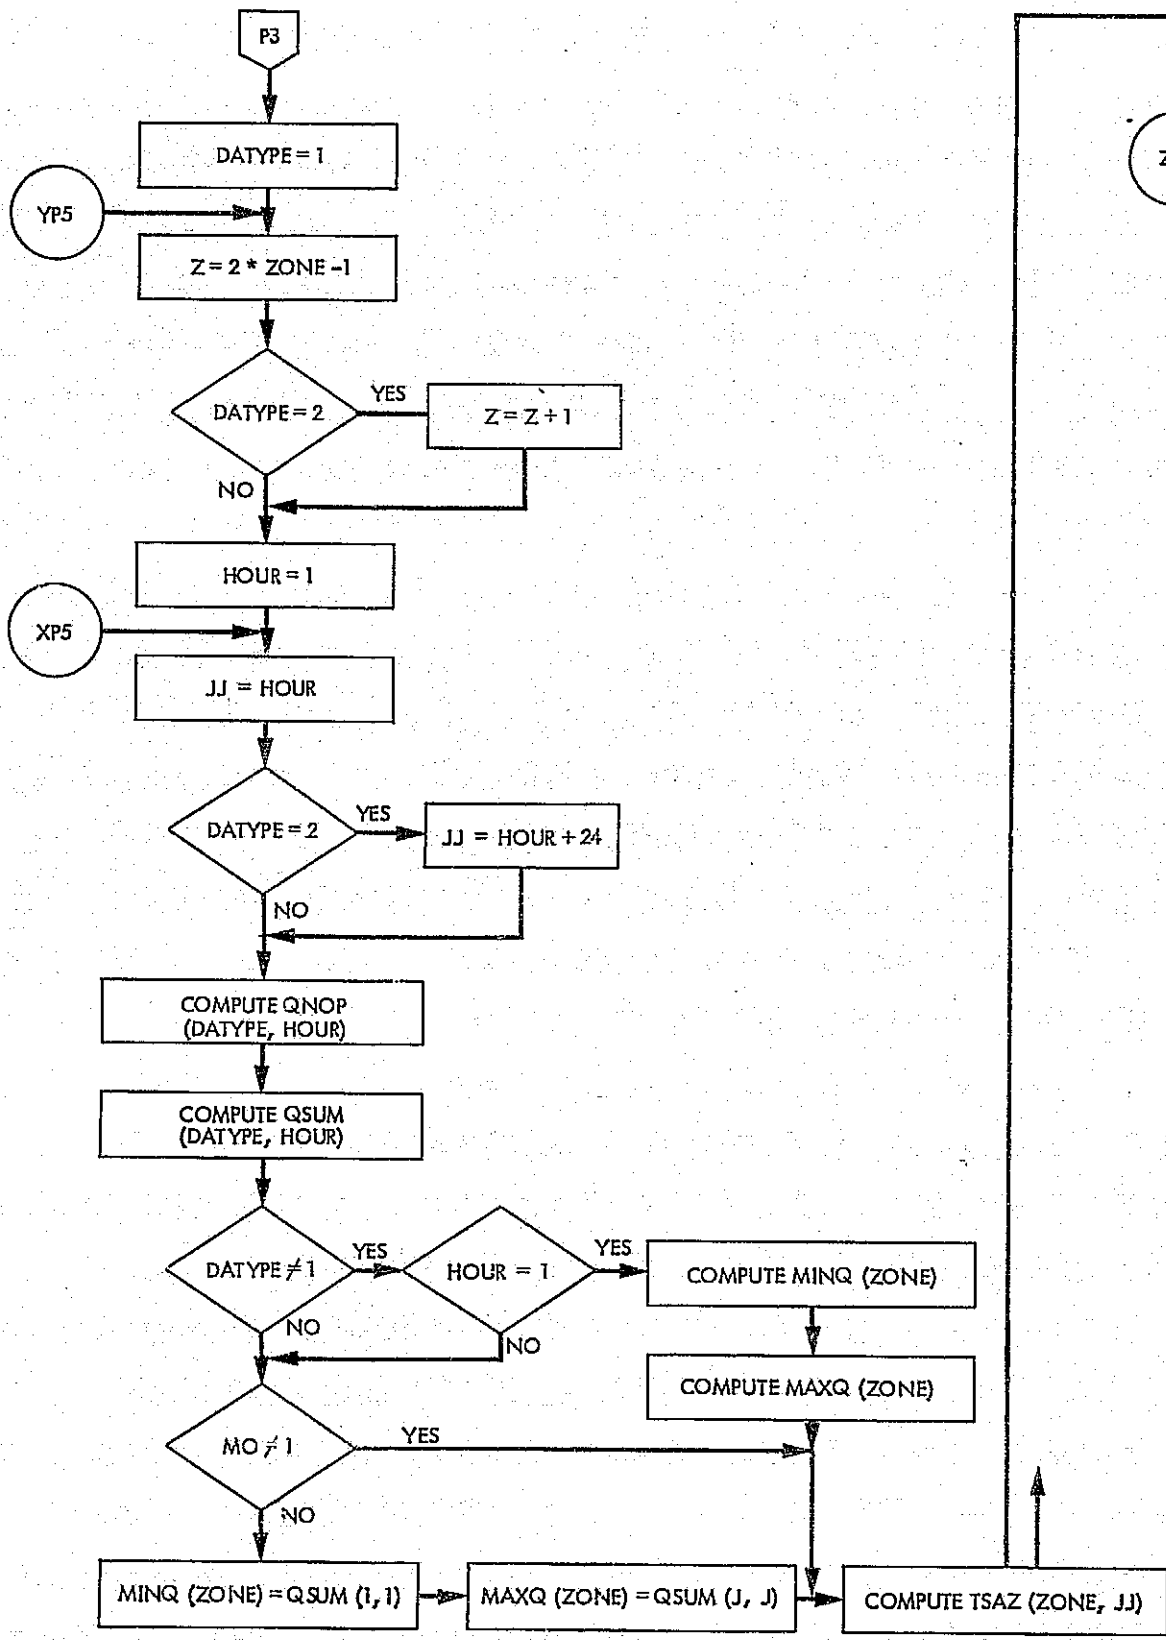 P3
DATYPE = 1
YP5
Z = 2 * ZONE -1
DATYPE = 2
YES
Z = Z + 1
NO
HOUR = 1
XP5
JJ = HOUR
DATYPE = 2
YES
JJ = HOUR + 24
NO
COMPUTE QNOP
(DATYPE, HOUR)
COMPUTE QSUM
(DATYPE, HOUR)
DATYPE ≠ 1
YES
HOUR = 1
YES
COMPUTE MINQ (ZONE)
NO
NO
COMPUTE MAXQ (ZONE)
MO ≠ 1
YES
NO
MINQ (ZONE) = QSUM (1, 1)
MAXQ (ZONE) = QSUM (J, J)
COMPUTE TSAZ (ZONE, JJ)